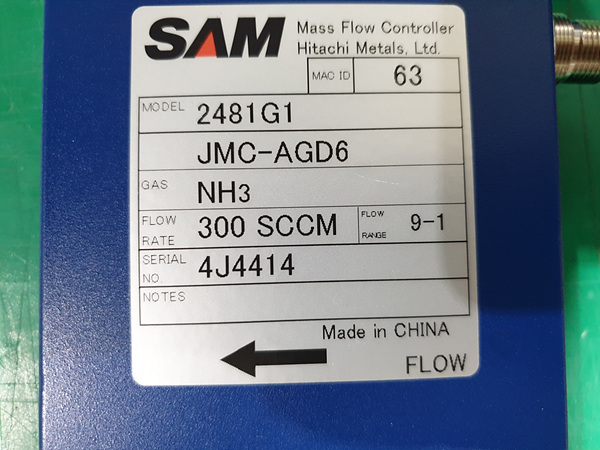 SAM
Mass Flow Controller
Hitachi Metals, Ltd.
MAC ID 63
MODEL 2481G1
JMC-AGD6
GAS NH3
FLOW RATE 300 SCCM FLOW RANGE 9-1
SERIAL NO. 4J4414
NOTES
Made in CHINA
FLOW